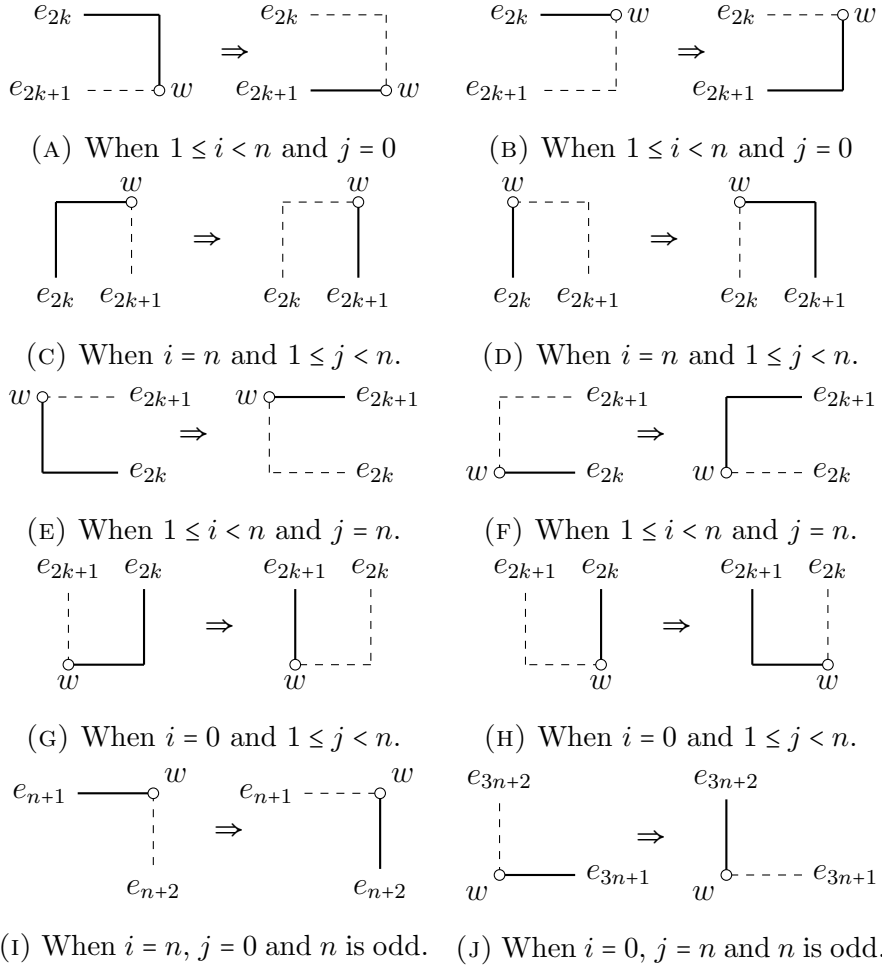 e_{2k} ⇒ e_{2k} e_{2k} w ⇒ e_{2k} w
e_{2k+1} w e_{2k+1} w e_{2k+1} e_{2k+1}
(A) When 1 ≤ i < n and j = 0 (B) When 1 ≤ i < n and j = 0
w w w w
⇒ ⇒
e_{2k} e_{2k+1} e_{2k} e_{2k+1} e_{2k} e_{2k+1} e_{2k} e_{2k+1}
(C) When i = n and 1 ≤ j < n. (D) When i = n and 1 ≤ j < n.
w e_{2k+1} w e_{2k+1} e_{2k+1} e_{2k+1}
⇒ ⇒
e_{2k} e_{2k} w e_{2k} w e_{2k}
(E) When 1 ≤ i < n and j = n. (F) When 1 ≤ i < n and j = n.
e_{2k+1} e_{2k} e_{2k+1} e_{2k} e_{2k+1} e_{2k} e_{2k+1} e_{2k}
⇒ ⇒
w w w w
(G) When i = 0 and 1 ≤ j < n. (H) When i = 0 and 1 ≤ j < n.
w w e_{3n+2} e_{3n+2}
e_{n+1} e_{n+1}
⇒ ⇒
e_{n+2} e_{n+2} w e_{3n+1} w e_{3n+1}
(I) When i = n, j = 0 and n is odd. (J) When i = 0, j = n and n is odd.